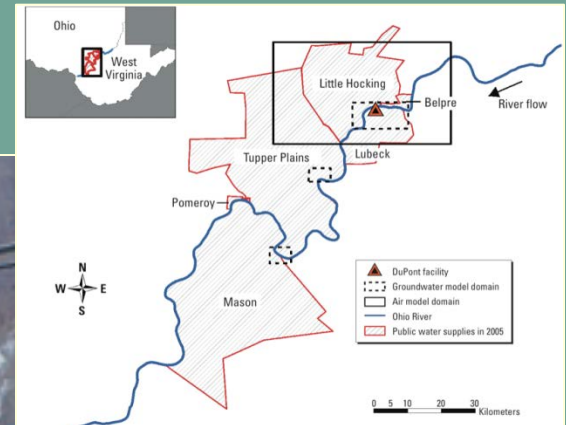 Ohio
West
Virginia
Little Hocking
Belpre
River flow
Lubeck
Tupper Plains
Pomeroy
Mason
N
W E
S
DuPont facility
Groundwater model domain
Air model domain
Ohio River
Public water supplies in 2005
0 5 10 20 30
Kilometers